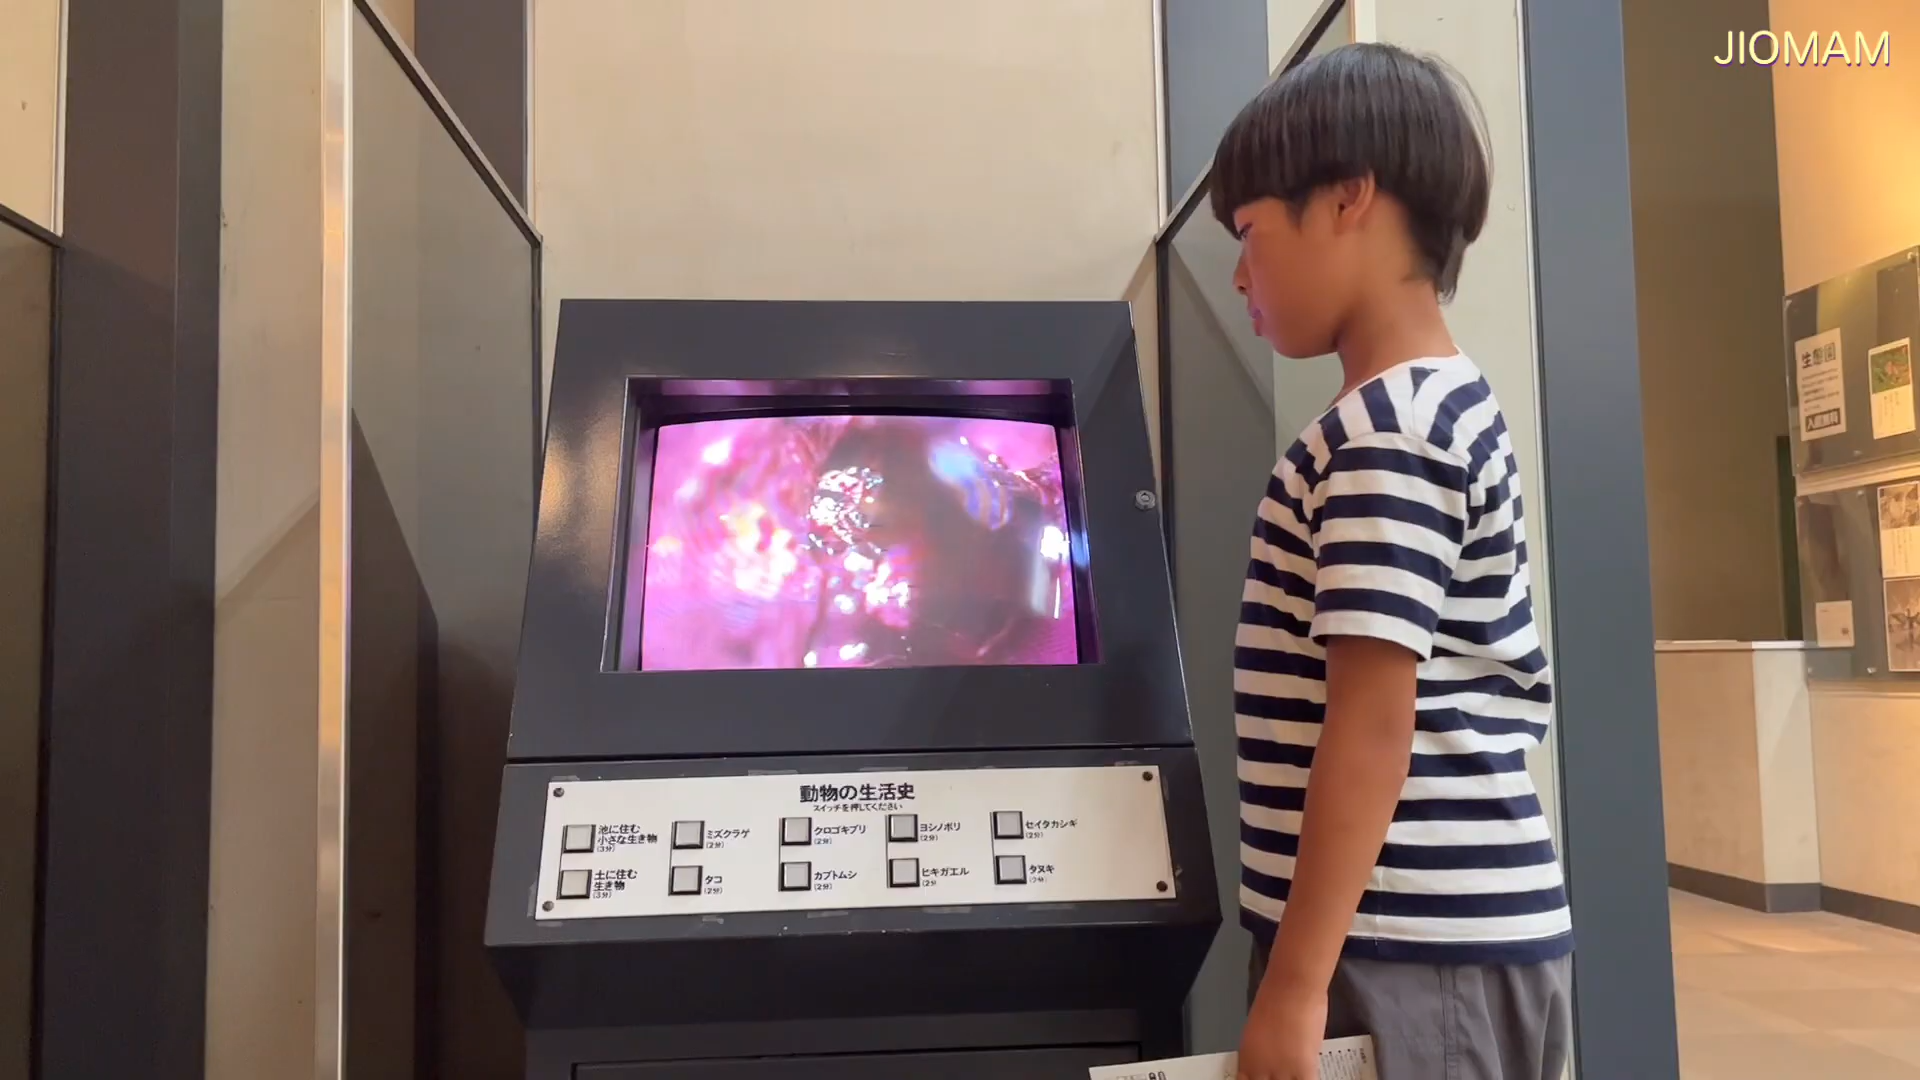 JIOMAM
生態園
入園無料
動物の生活史
スイッチを押してください
池に住む
小さな生き物
(3分)
ミズクラゲ
(2分)
クロゴキブリ
(2分)
ヨシノボリ
(2分)
セイタカシギ
(2分)
土に住む
生き物
(3分)
タコ
(2分)
カブトムシ
(2分)
ヒキガエル
(2分
タヌキ
(2分)